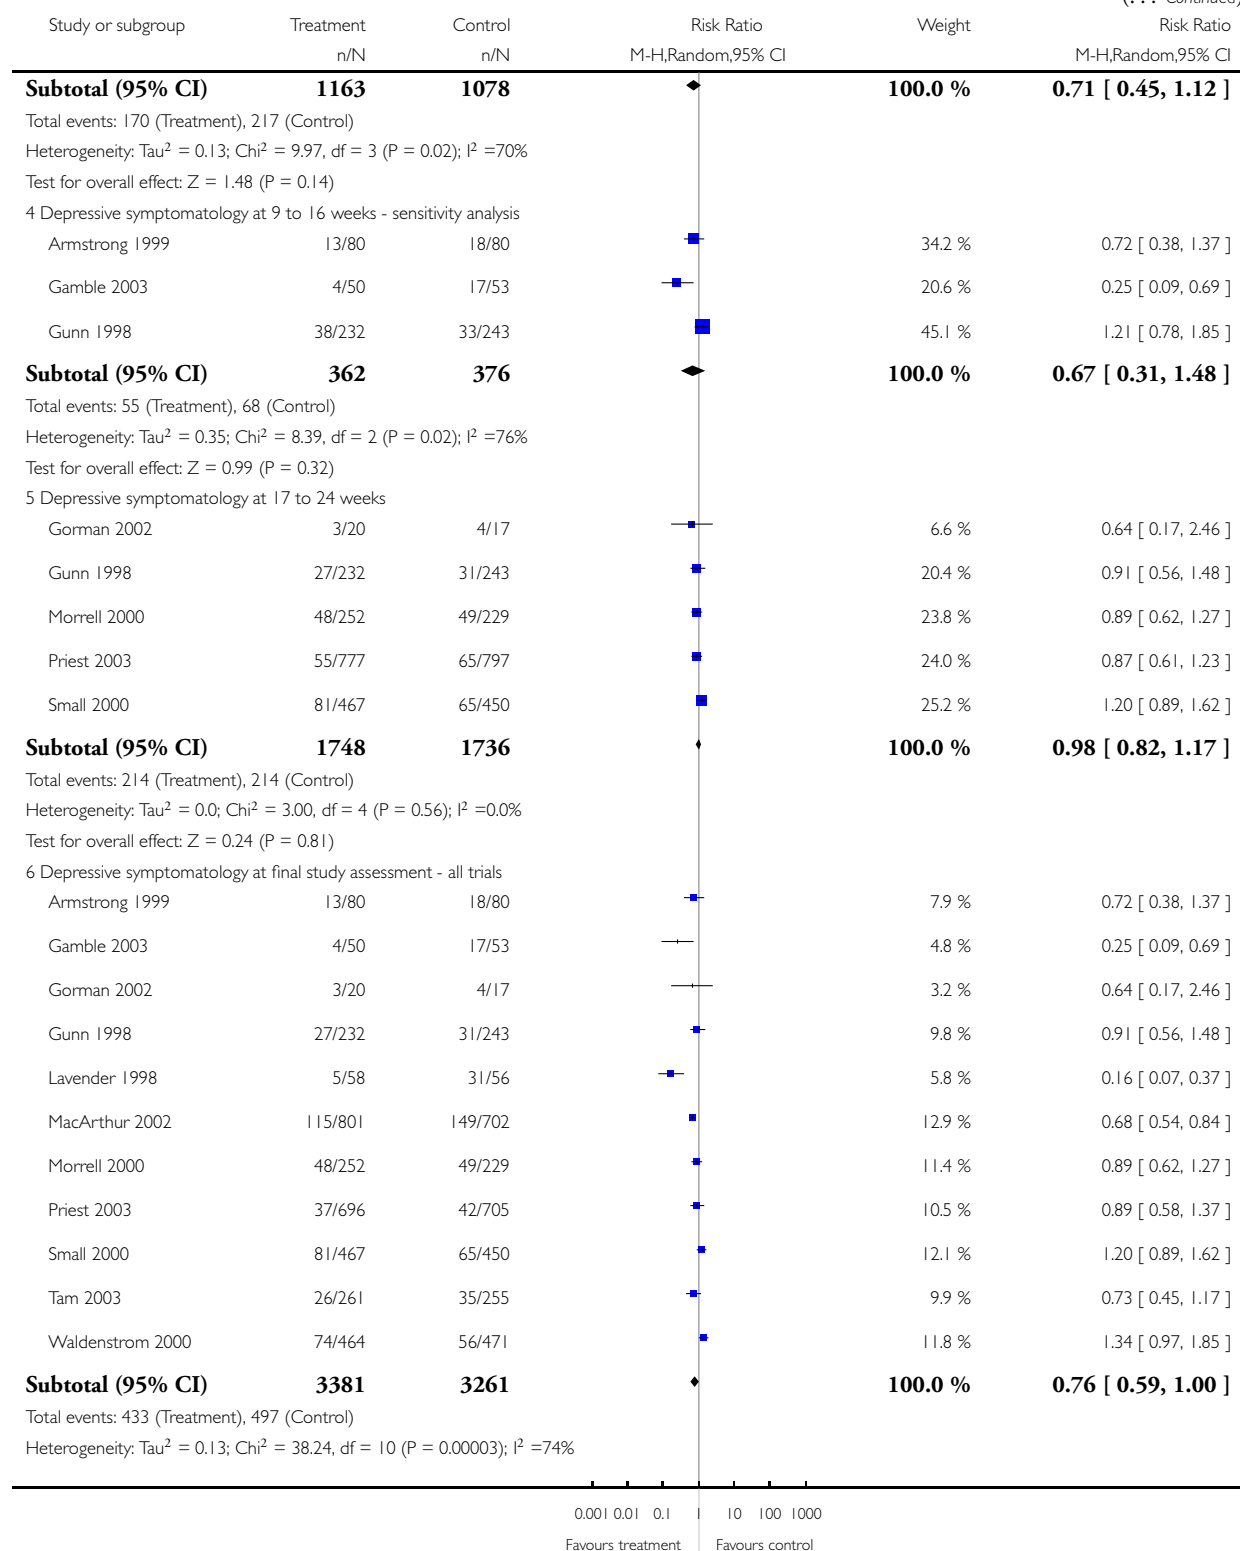 (... Continued)
Study or subgroup Treatment Control Risk Ratio Weight Risk Ratio
n/N n/N M-H,Random,95% CI M-H,Random,95% CI
Subtotal (95% CI) 1163 1078 100.0 % 0.71 [ 0.45, 1.12 ]
Total events: 170 (Treatment), 217 (Control)
Heterogeneity: Tau² = 0.13; Chi² = 9.97, df = 3 (P = 0.02); I² =70%
Test for overall effect: Z = 1.48 (P = 0.14)
4 Depressive symptomatology at 9 to 16 weeks - sensitivity analysis
Armstrong 1999 13/80 18/80 34.2 % 0.72 [ 0.38, 1.37 ]
Gamble 2003 4/50 17/53 20.6 % 0.25 [ 0.09, 0.69 ]
Gunn 1998 38/232 33/243 45.1 % 1.21 [ 0.78, 1.85 ]
Subtotal (95% CI) 362 376 100.0 % 0.67 [ 0.31, 1.48 ]
Total events: 55 (Treatment), 68 (Control)
Heterogeneity: Tau² = 0.35; Chi² = 8.39, df = 2 (P = 0.02); I² =76%
Test for overall effect: Z = 0.99 (P = 0.32)
5 Depressive symptomatology at 17 to 24 weeks
Gorman 2002 3/20 4/17 6.6 % 0.64 [ 0.17, 2.46 ]
Gunn 1998 27/232 31/243 20.4 % 0.91 [ 0.56, 1.48 ]
Morrell 2000 48/252 49/229 23.8 % 0.89 [ 0.62, 1.27 ]
Priest 2003 55/777 65/797 24.0 % 0.87 [ 0.61, 1.23 ]
Small 2000 81/467 65/450 25.2 % 1.20 [ 0.89, 1.62 ]
Subtotal (95% CI) 1748 1736 100.0 % 0.98 [ 0.82, 1.17 ]
Total events: 214 (Treatment), 214 (Control)
Heterogeneity: Tau² = 0.0; Chi² = 3.00, df = 4 (P = 0.56); I² =0.0%
Test for overall effect: Z = 0.24 (P = 0.81)
6 Depressive symptomatology at final study assessment - all trials
Armstrong 1999 13/80 18/80 7.9 % 0.72 [ 0.38, 1.37 ]
Gamble 2003 4/50 17/53 4.8 % 0.25 [ 0.09, 0.69 ]
Gorman 2002 3/20 4/17 3.2 % 0.64 [ 0.17, 2.46 ]
Gunn 1998 27/232 31/243 9.8 % 0.91 [ 0.56, 1.48 ]
Lavender 1998 5/58 31/56 5.8 % 0.16 [ 0.07, 0.37 ]
MacArthur 2002 115/801 149/702 12.9 % 0.68 [ 0.54, 0.84 ]
Morrell 2000 48/252 49/229 11.4 % 0.89 [ 0.62, 1.27 ]
Priest 2003 37/696 42/705 10.5 % 0.89 [ 0.58, 1.37 ]
Small 2000 81/467 65/450 12.1 % 1.20 [ 0.89, 1.62 ]
Tam 2003 26/261 35/255 9.9 % 0.73 [ 0.45, 1.17 ]
Waldenstrom 2000 74/464 56/471 11.8 % 1.34 [ 0.97, 1.85 ]
Subtotal (95% CI) 3381 3261 100.0 % 0.76 [ 0.59, 1.00 ]
Total events: 433 (Treatment), 497 (Control)
Heterogeneity: Tau² = 0.13; Chi² = 38.24, df = 10 (P = 0.00003); I² =74%
0.001 0.01 0.1 1 10 100 1000
Favours treatment Favours control